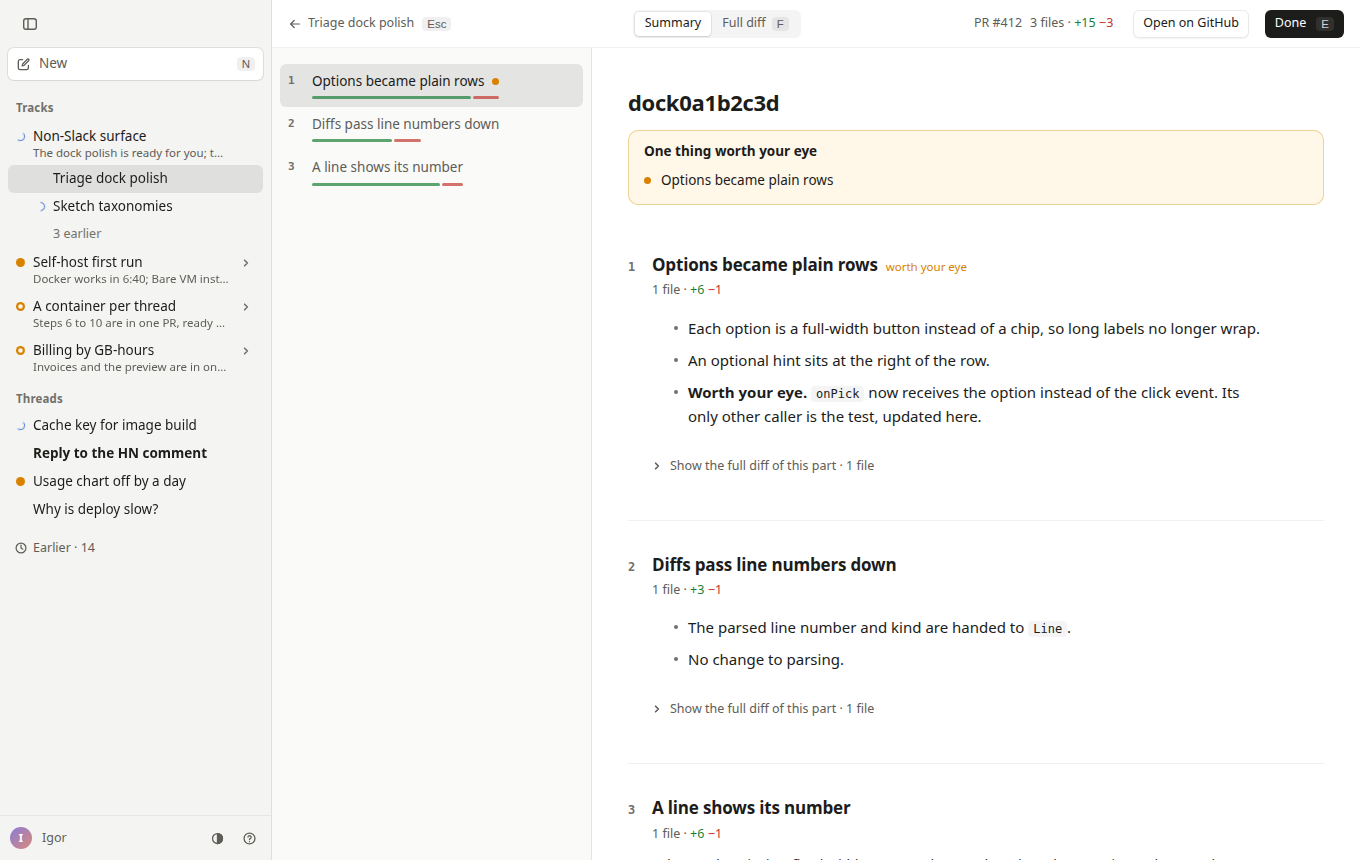 Triage dock polish Esc
Summary
Full diff F
PR #412 3 files · +15 −3
Open on GitHub
Done E
New N
Tracks
Non-Slack surface
The dock polish is ready for you; t...
Triage dock polish
Sketch taxonomies
3 earlier
Self-host first run
Docker works in 6:40; Bare VM inst...
A container per thread
Steps 6 to 10 are in one PR, ready ...
Billing by GB-hours
Invoices and the preview are in on...
Threads
Cache key for image build
Reply to the HN comment
Usage chart off by a day
Why is deploy slow?
Earlier · 14
I Igor
1 Options became plain rows
2 Diffs pass line numbers down
3 A line shows its number
dock0a1b2c3d
One thing worth your eye
Options became plain rows
1 Options became plain rows worth your eye
1 file · +6 −1
• Each option is a full-width button instead of a chip, so long labels no longer wrap.
• An optional hint sits at the right of the row.
• Worth your eye. onPick now receives the option instead of the click event. Its
only other caller is the test, updated here.
Show the full diff of this part · 1 file
2 Diffs pass line numbers down
1 file · +3 −1
• The parsed line number and kind are handed to Line.
• No change to parsing.
Show the full diff of this part · 1 file
3 A line shows its number
1 file · +6 −1